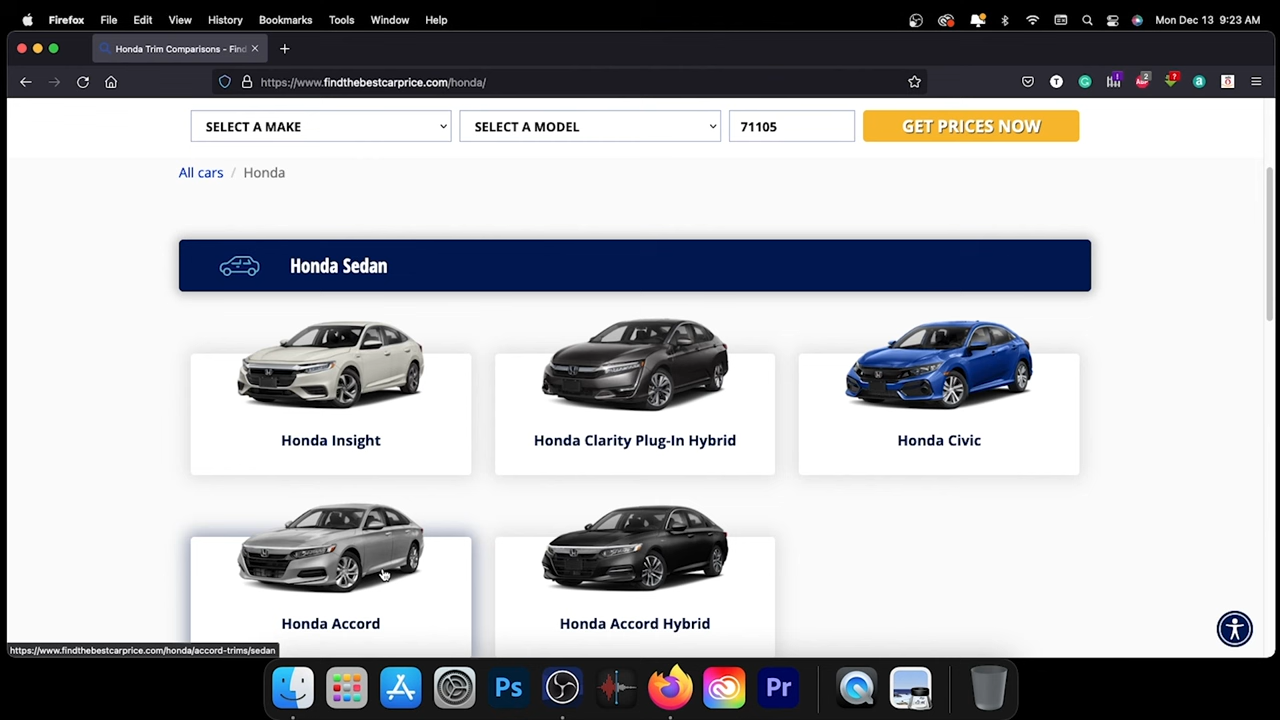 Firefox File Edit View History Bookmarks Tools Window Help Mon Dec 13 9:23 AM
Honda Trim Comparisons - Find
https://www.findthebestcarprice.com/honda/
SELECT A MAKE SELECT A MODEL 71105 GET PRICES NOW
All cars / Honda
Honda Sedan
Honda Insight Honda Clarity Plug-In Hybrid Honda Civic
Honda Accord Honda Accord Hybrid
https://www.findthebestcarprice.com/honda/accord-trims/sedan
Ps Pr